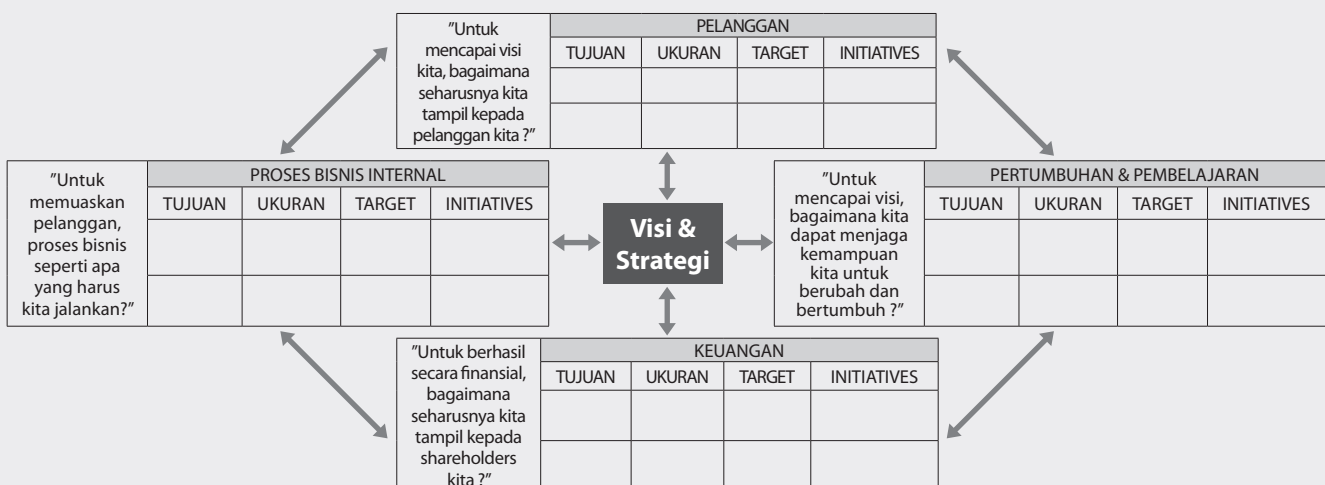 "Untuk
mencapai visi
kita, bagaimana
seharusnya kita
tampil kepada
pelanggan kita ?"
PELANGGAN
TUJUAN UKURAN TARGET INITIATIVES
"Untuk
memuaskan
pelanggan,
proses bisnis
seperti apa
yang harus
kita jalankan?"
PROSES BISNIS INTERNAL
TUJUAN UKURAN TARGET INITIATIVES
Visi &
Strategi
"Untuk
mencapai visi,
bagaimana kita
dapat menjaga
kemampuan
kita untuk
berubah dan
bertumbuh ?"
PERTUMBUHAN & PEMBELAJARAN
TUJUAN UKURAN TARGET INITIATIVES
"Untuk berhasil
secara finansial,
bagaimana
seharusnya kita
tampil kepada
shareholders
kita ?"
KEUANGAN
TUJUAN UKURAN TARGET INITIATIVES